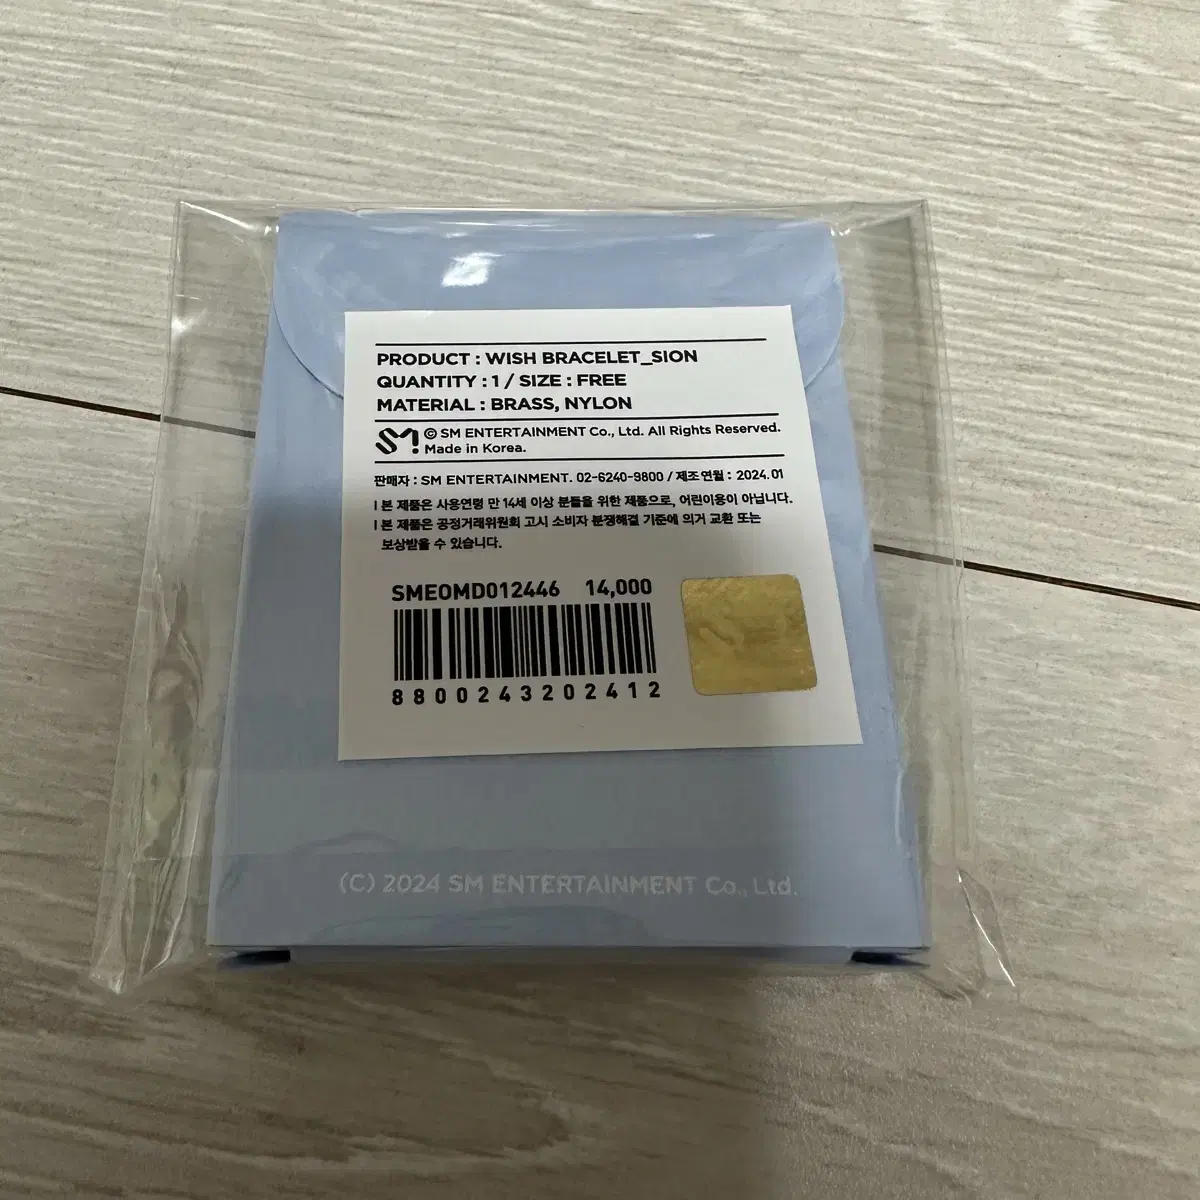 PRODUCT : WISH BRACELET_SION
QUANTITY : 1 / SIZE : FREE
MATERIAL : BRASS, NYLON
SM © SM ENTERTAINMENT Co., Ltd. All Rights Reserved.
Made in Korea.
판매자 : SM ENTERTAINMENT. 02-6240-9800 / 제조연월 : 2024.01
l 본 제품은 사용연령 만 14세 이상 분들을 위한 제품으로, 어린이용이 아닙니다.
l 본 제품은 공정거래위원회 고시 소비자 분쟁해결 기준에 의거 교환 또는
보상받을 수 있습니다.
SMEOMD012446 14,000
8800243202412
(C) 2024 SM ENTERTAINMENT Co., Ltd.